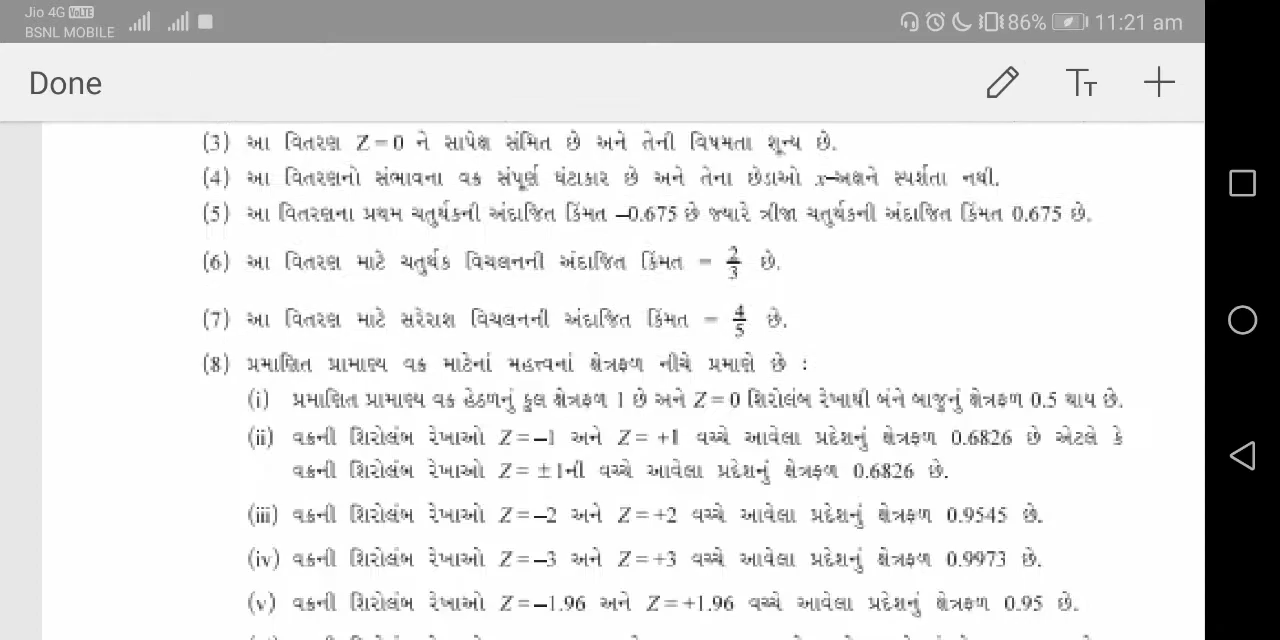 Jio 4G VoLTE
BSNL MOBILE
86% 11:21 am
Done
(3) આ વિતરણ Z = 0 ને સાપેક્ષ સંમિત છે અને તેની વિષમતા શૂન્ય છે.
(4) આ વિતરણનો સંભાવના વક્ર સંપૂર્ણ ઘંટાકાર છે અને તેના છેડાઓ x-અક્ષને સ્પર્શતા નથી.
(5) આ વિતરણના પ્રથમ ચતુર્થકની અંદાજિત કિંમત –0.675 છે જ્યારે ત્રીજા ચતુર્થકની અંદાજિત કિંમત 0.675 છે.
(6) આ વિતરણ માટે ચતુર્થક વિચલનની અંદાજિત કિંમત = 2/3 છે.
(7) આ વિતરણ માટે સરેરાશ વિચલનની અંદાજિત કિંમત = 4/5 છે.
(8) પ્રમાણિત પ્રામાણ્ય વક્ર માટેનાં મહત્ત્વનાં ક્ષેત્રફળ નીચે પ્રમાણે છે :
(i) પ્રમાણિત પ્રામાણ્ય વક્ર હેઠળનું કુલ ક્ષેત્રફળ 1 છે અને Z = 0 શિરોલંબ રેખાથી બંને બાજુનું ક્ષેત્રફળ 0.5 થાય છે.
(ii) વક્રની શિરોલંબ રેખાઓ Z = –1 અને Z = +1 વચ્ચે આવેલા પ્રદેશનું ક્ષેત્રફળ 0.6826 છે એટલે કે
વક્રની શિરોલંબ રેખાઓ Z = ± 1ની વચ્ચે આવેલા પ્રદેશનું ક્ષેત્રફળ 0.6826 છે.
(iii) વક્રની શિરોલંબ રેખાઓ Z = –2 અને Z = +2 વચ્ચે આવેલા પ્રદેશનું ક્ષેત્રફળ 0.9545 છે.
(iv) વક્રની શિરોલંબ રેખાઓ Z = –3 અને Z = +3 વચ્ચે આવેલા પ્રદેશનું ક્ષેત્રફળ 0.9973 છે.
(v) વક્રની શિરોલંબ રેખાઓ Z = –1.96 અને Z = +1.96 વચ્ચે આવેલા પ્રદેશનું ક્ષેત્રફળ 0.95 છે.